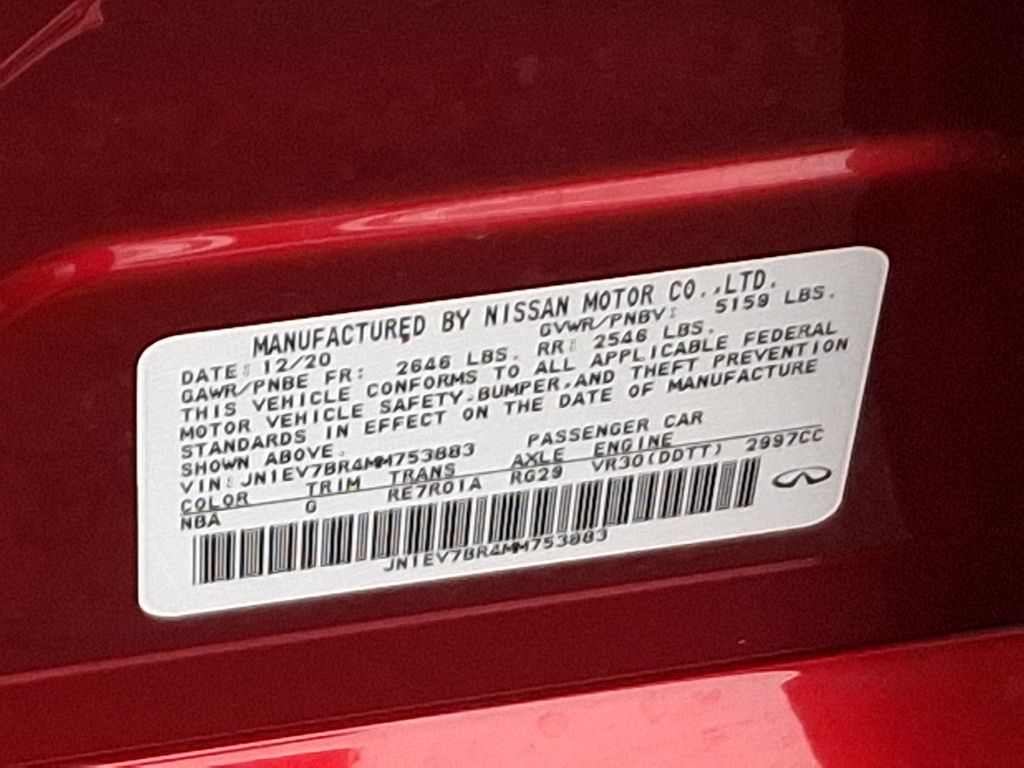 MANUFACTURED BY NISSAN MOTOR CO.,LTD.
DATE: 12/20 GVWR/PNBV: 5159 LBS.
GAWR/PNBE FR: 2646 LBS. RR: 2546 LBS.
THIS VEHICLE CONFORMS TO ALL APPLICABLE FEDERAL
MOTOR VEHICLE SAFETY,BUMPER,AND THEFT PREVENTION
STANDARDS IN EFFECT ON THE DATE OF MANUFACTURE
SHOWN ABOVE.
VIN: JN1EV7BR4MM753883 PASSENGER CAR
COLOR TRIM TRANS AXLE ENGINE
NBA G RE7R01A RG29 VR30(DDTT) 2997CC
JN1EV7BR4MM753883